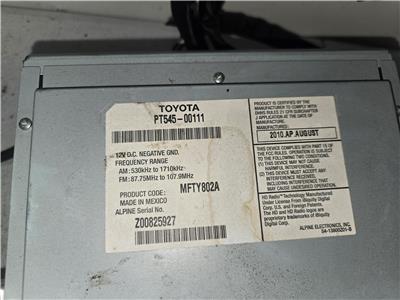 TOYOTA
PT545-00111
12V D.C. NEGATIVE GND.
FREQUENCY RANGE
AM: 530kHz to 1710kHz
FM: 87.75MHz to 107.9MHz
PRODUCT CODE: MFTY802A
MADE IN MEXICO
ALPINE Serial No.
Z00825927
PRODUCT IS CERTIFIED BY THE
MANUFACTURER TO COMPLY WITH
DHHS RULES 21 CFR SUBCHAPTER
J APPLICABLE AT DATE OF
MANUFACTURE.
2010.AP.AUGUST
THIS DEVICE COMPLIES WITH PART 15 OF
THE FCC RULES. OPERATION IS SUBJECT
TO THE FOLLOWING TWO CONDITIONS:
(1) THIS DEVICE MAY NOT CAUSE HARMFUL
INTERFERENCE, AND
(2) THIS DEVICE MUST ACCEPT ANY
INTERFERENCE RECEIVED, INCLUDING
INTERFERENCE THAT MAY
CAUSE UNDESIRED OPERATION.
HD Radio™ Technology Manufactured
Under License From iBiquity Digital
Corp. U.S. and Foreign Patents.
The HD and HD Radio logos are
proprietary trademarks of iBiquity
Digital Corp.
ALPINE ELECTRONICS, INC.